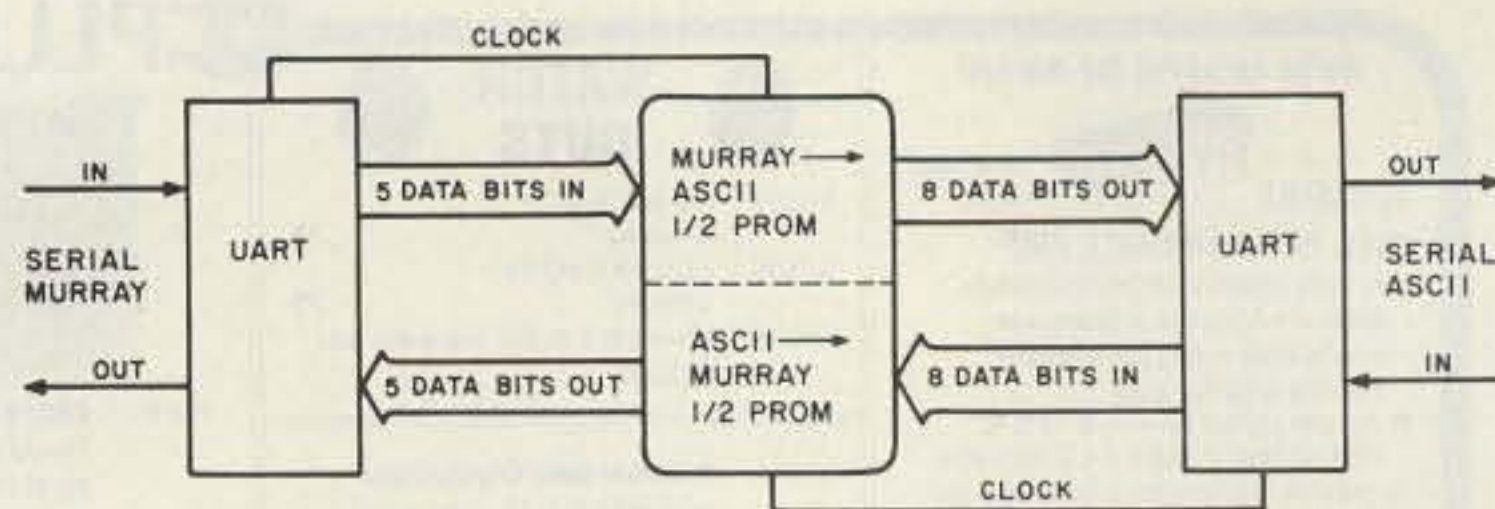 CLOCK
IN
SERIAL
MURRAY
OUT
UART
5 DATA BITS IN
5 DATA BITS OUT
MURRAY →
ASCII
1/2 PROM
ASCII →
MURRAY
1/2 PROM
8 DATA BITS OUT
8 DATA BITS IN
UART
OUT
SERIAL
ASCII
IN
CLOCK